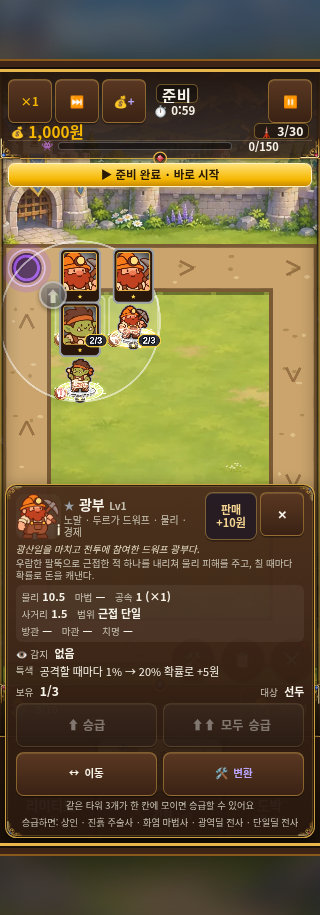 ×1
준비
⏱ 0:59
1,000원
3/30
0/150
▶ 준비 완료 · 바로 시작
2/3
2/3
★ 광부 Lv1
노말 · 두르가 드워프 · 물리 ·
경제
판매
+10원
×
광산일을 마치고 전투에 참여한 드워프 광부다.
우람한 팔뚝으로 근접한 적 하나를 내리쳐 물리 피해를 주고, 칠 때마다
확률로 돈을 캐낸다.
물리 10.5 마법 — 공속 1 (×1)
사거리 1.5 범위 근접 단일
방관 — 마관 — 치명 —
감지 없음
특색 공격할 때마다 1% → 20% 확률로 +5원
보유 1/3
대상 선두
⬆ 승급
⬆⬆ 모두 승급
↔ 이동
변환
같은 타워 3개가 한 칸에 모이면 승급할 수 있어요
승급하면: 상인 · 진흙 주술사 · 화염 마법사 · 광역딜 전사 · 단일딜 전사